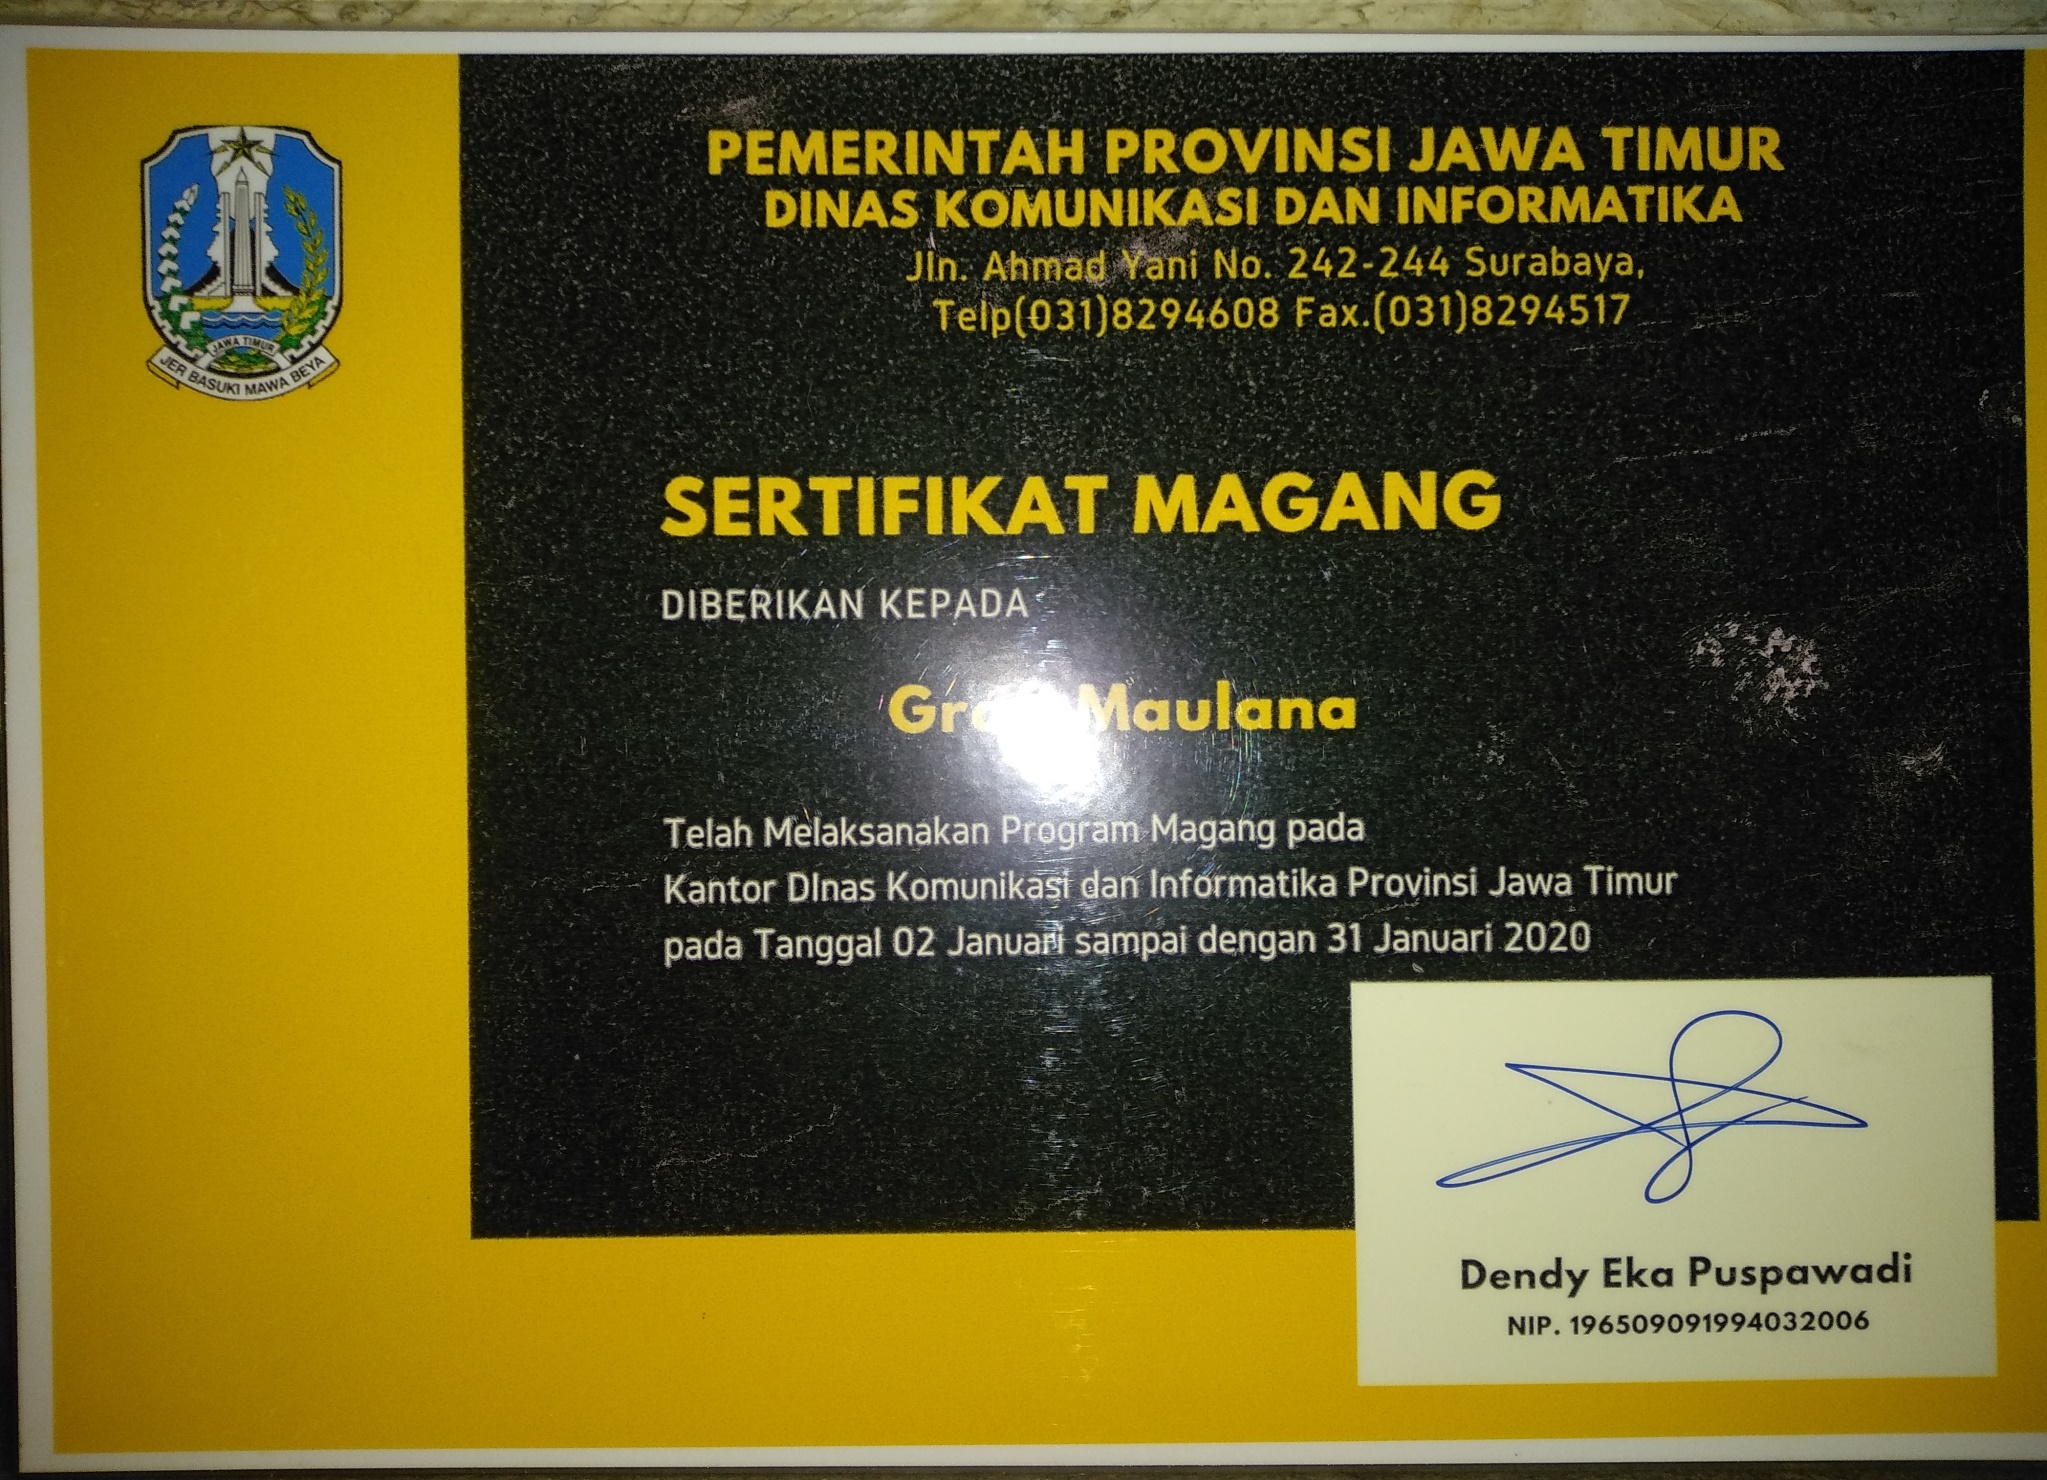 PEMERINTAH PROVINSI JAWA TIMUR
DINAS KOMUNIKASI DAN INFORMATIKA
Jln. Ahmad Yani No. 242-244 Surabaya,
Telp(031)8294608 Fax.(031)8294517
JAWA TIMUR
JER BASUKI MAWA BEYA
SERTIFIKAT MAGANG
DIBERIKAN KEPADA
Maulana
Telah Melaksanakan Program Magang pada
Kantor DInas Komunikasi dan Informatika Provinsi Jawa Timur
pada Tanggal 02 Januari sampai dengan 31 Januari 2020
Dendy Eka Puspawadi
NIP. 196509091994032006